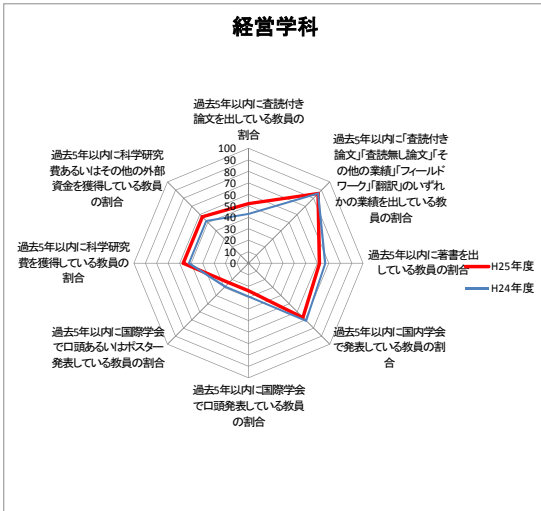 経営学科
過去5年以内に査読付き
論文を出している教員の
割合
100
90
80
70
60
50
40
30
20
10
0
過去5年以内に「査読付き
論文」「査読無し論文」「そ
の他の業績」「フィールド
ワーク」「翻訳」のいずれ
かの業績を出している教
員の割合
過去5年以内に著書を出
している教員の割合
H25年度
H24年度
過去5年以内に国内学会
で発表している教員の割
合
過去5年以内に国際学会
で口頭発表している教員
の割合
過去5年以内に国際学会
で口頭あるいはポスター
発表している教員の割合
過去5年以内に科学研究
費を獲得している教員の
割合
過去5年以内に科学研究
費あるいはその他の外部
資金を獲得している教員
の割合